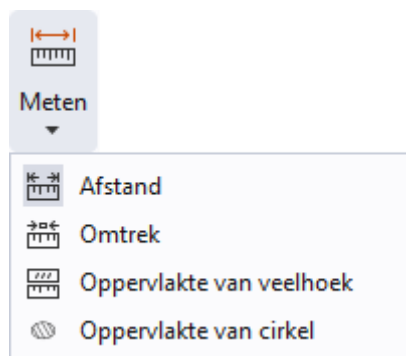 Meten
Afstand
Omtrek
Oppervlakte van veelhoek
Oppervlakte van cirkel